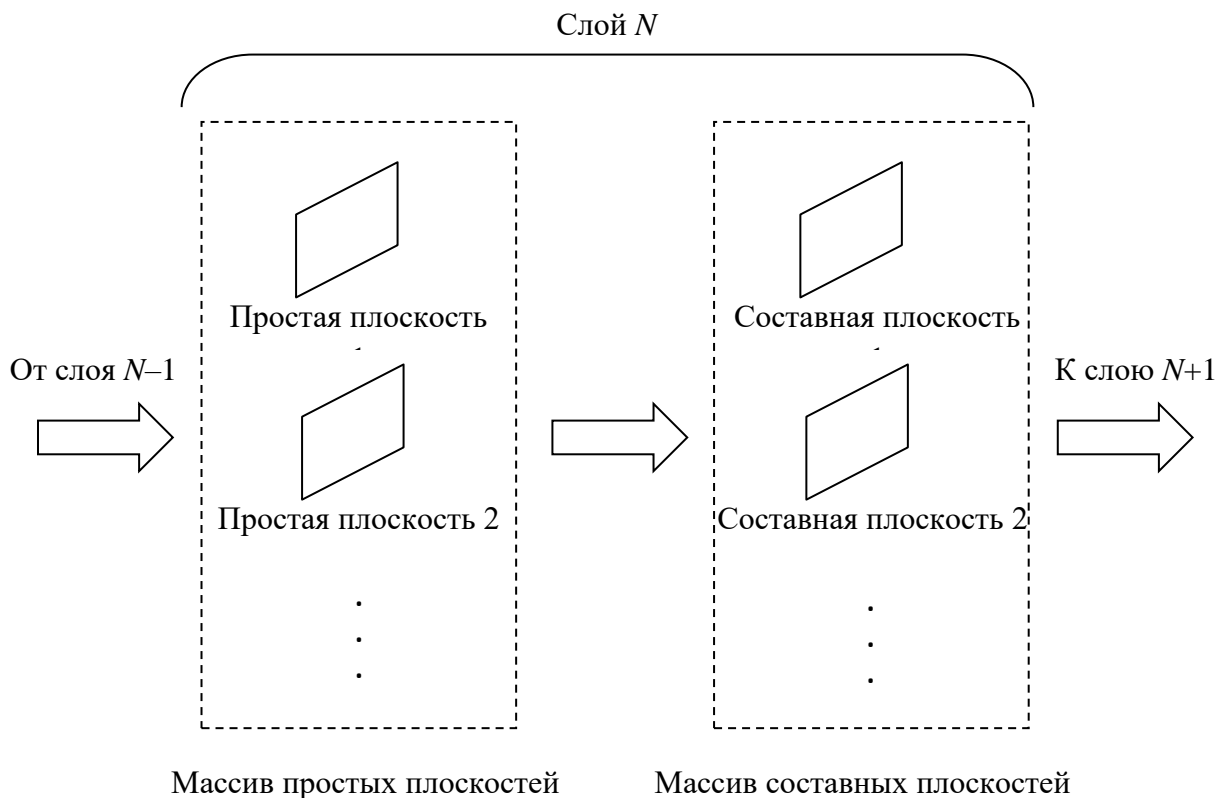 Слой N
Простая плоскость
Составная плоскость
От слоя N–1
К слою N+1
Простая плоскость 2
Составная плоскость 2
.
.
.
.
.
.
Массив простых плоскостей
Массив составных плоскостей